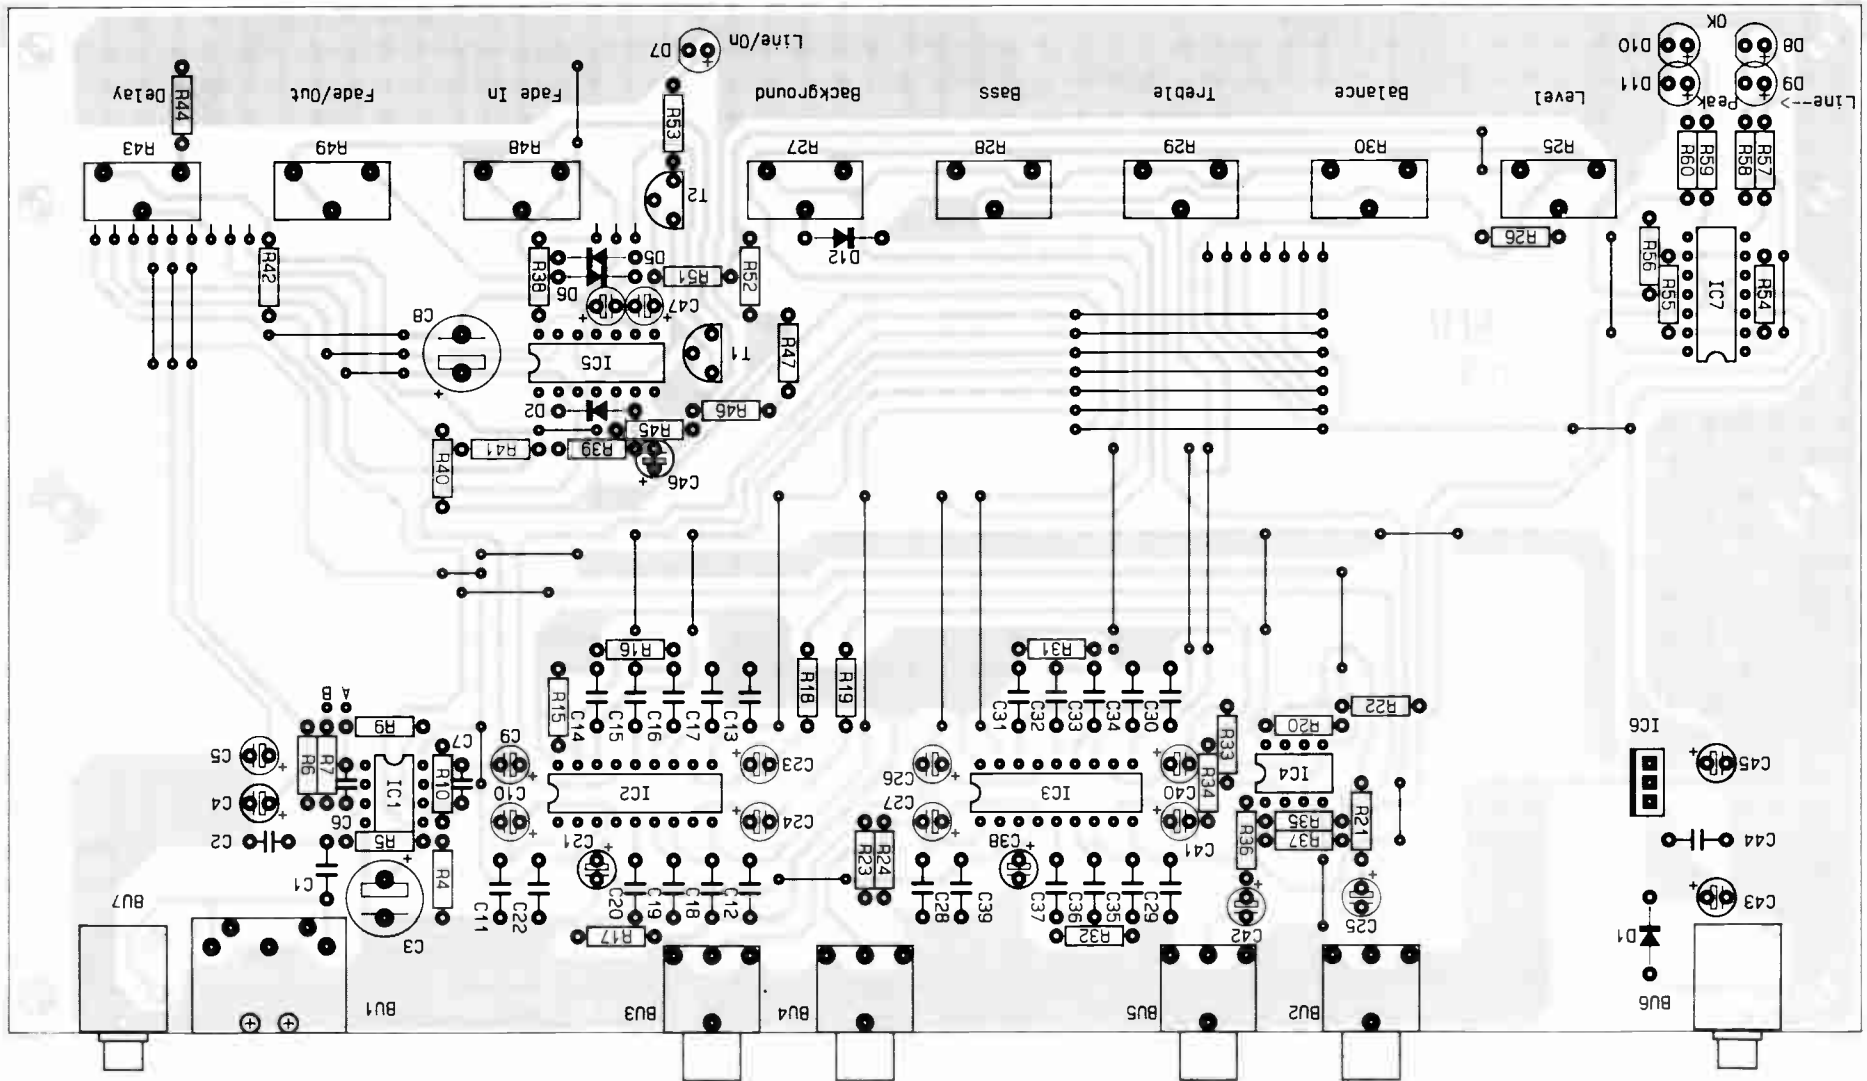 D7
Line/On
D10
OK
D8
D11
Peak
D9
Line-->
Delay
R44
Fade/Out
Fade In
R53
Background
Bass
Treble
Balance
Level
R60
R59
R58
R57
R43
R49
R48
T2
R27
R28
R29
R30
R25
R42
R38
D5
D6
R51
R52
D12
R26
R56
R55
IC7
R54
C8
+
+
C47
+
IC5
T1
R47
D2
R46
R45
R40
R41
R39
C46
+
R16
R31
R15
C14
C15
C16
C17
C13
R18
R19
C31
C32
C33
C34
C30
R33
R22
R20
B
A
R9
C5
+
R6
R7
IC1
C7
R10
C9
+
C10
+
IC2
+
C23
+
C24
C26
+
C27
+
IC3
+
C40
+
C41
R34
IC4
IC6
+
C45
C4
+
C6
C2
R5
C1
+
C3
R4
C21
+
R23
R24
C38
+
R36
R35
R37
R21
C44
C11
C22
C20
C19
C18
C12
C28
C39
C37
C36
C35
C29
+
C42
+
C25
+
C43
R17
R32
D1
BU7
BU1
BU3
BU4
BU5
BU2
BU6